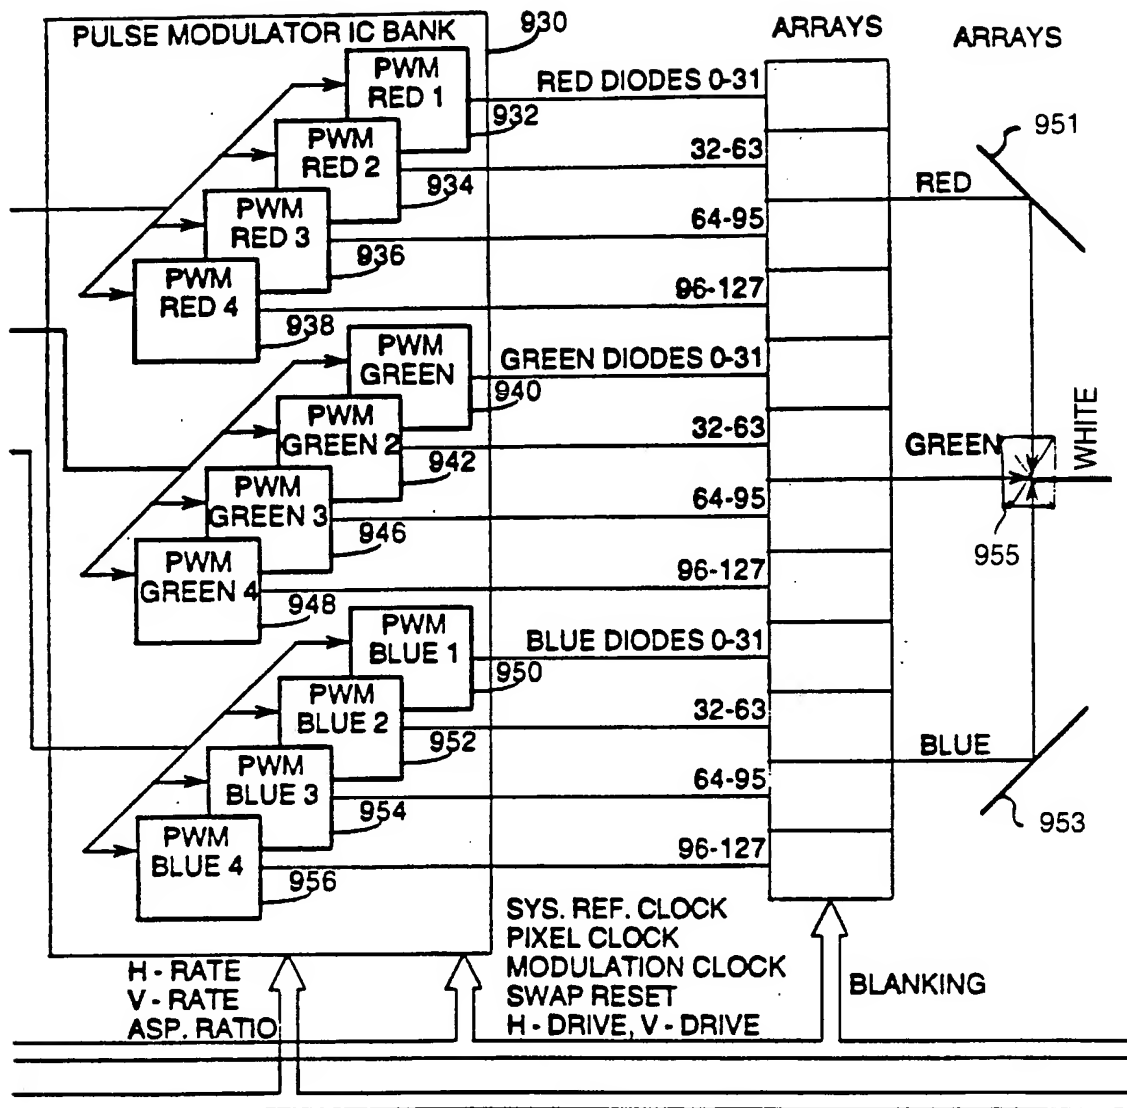 PULSE MODULATOR IC BANK
930
ARRAYS
ARRAYS
PWM
RED 1
RED DIODES 0-31
932
951
PWM
RED 2
32-63
934
RED
PWM
RED 3
64-95
936
PWM
RED 4
96-127
938
PWM
GREEN
GREEN DIODES 0-31
940
PWM
GREEN 2
32-63
942
GREEN
WHITE
PWM
GREEN 3
64-95
946
955
PWM
GREEN 4
96-127
948
PWM
BLUE 1
BLUE DIODES 0-31
950
PWM
BLUE 2
32-63
952
BLUE
PWM
BLUE 3
64-95
954
953
PWM
BLUE 4
96-127
956
H - RATE
V - RATE
ASP. RATIO
SYS. REF. CLOCK
PIXEL CLOCK
MODULATION CLOCK
SWAP RESET
H - DRIVE, V - DRIVE
BLANKING